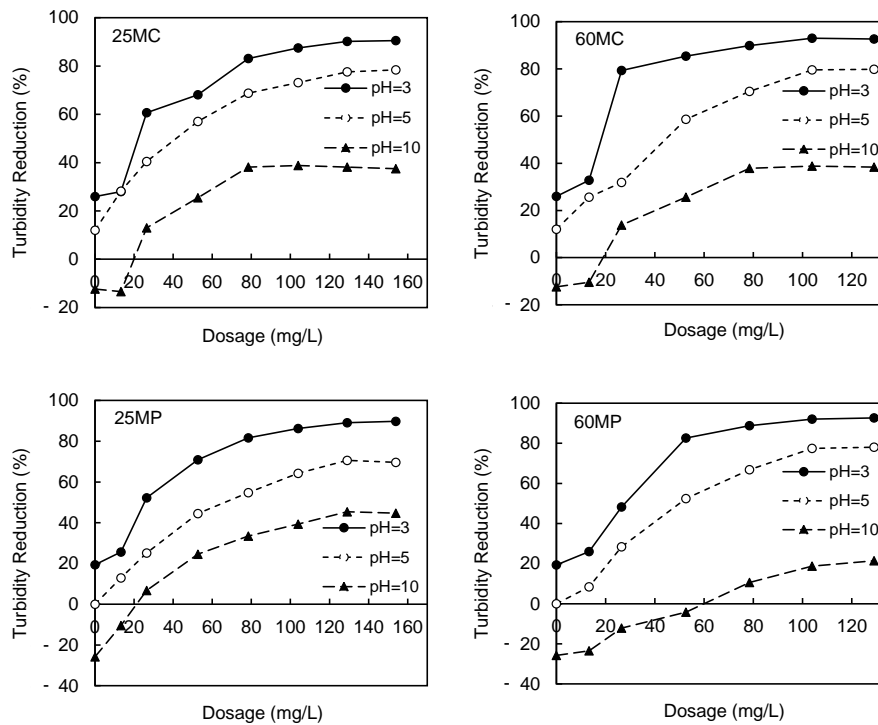 25MC
Turbidity Reduction (%)
100
80
60
40
20
0
- 20
0 20 40 60 80 100 120 140 160
Dosage (mg/L)
pH=3
pH=5
pH=10
60MC
Turbidity Reduction (%)
100
80
60
40
20
0
- 20
0 20 40 60 80 100 120
Dosage (mg/L)
pH=3
pH=5
pH=10
25MP
Turbidity Reduction (%)
100
80
60
40
20
0
- 20
- 40
0 20 40 60 80 100 120 140 160
Dosage (mg/L)
pH=3
pH=5
pH=10
60MP
Turbidity Reduction (%)
100
80
60
40
20
0
- 20
- 40
0 20 40 60 80 100 120
Dosage (mg/L)
pH=3
pH=5
pH=10